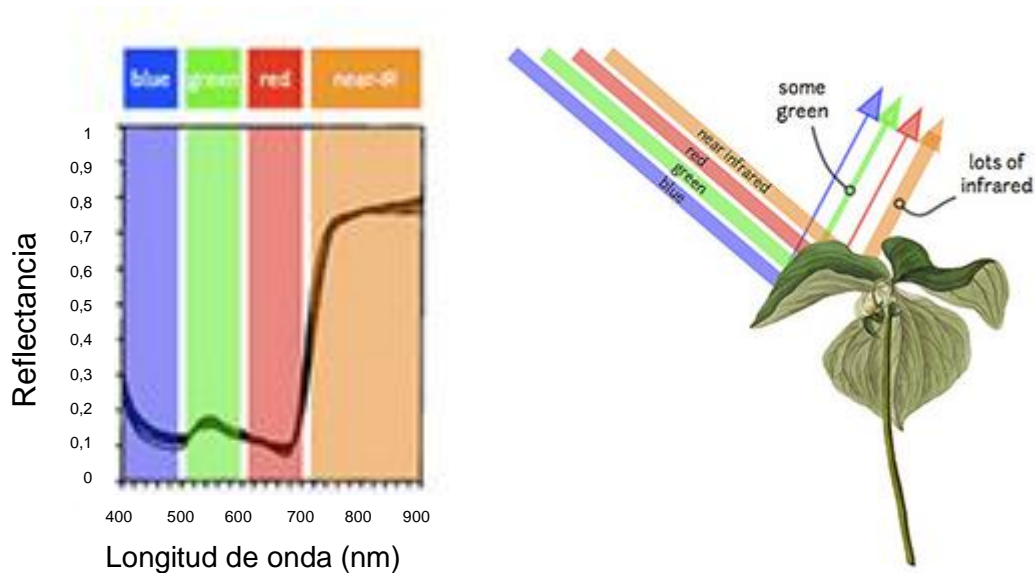 blue green red near-IR
1
0,9
0,8
0,7
0,6
0,5
0,4
0,3
0,2
0,1
0
Reflectancia
400 500 600 700 800 900
Longitud de onda (nm)
some
green
lots of
infrared
near infrared
red
green
blue